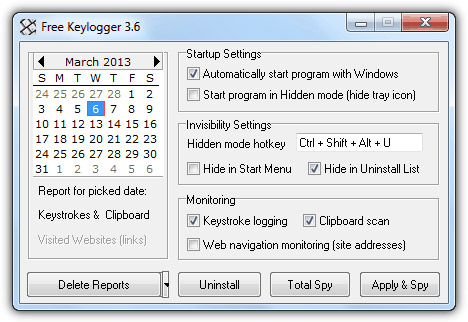 Free Keylogger 3.6
March 2013
S M T W T F S
24 25 26 27 28 1 2
3 4 5 6 7 8 9
10 11 12 13 14 15 16
17 18 19 20 21 22 23
24 25 26 27 28 29 30
31 1 2 3 4 5 6
Report for picked date:
Keystrokes & Clipboard
Visited Websites (links)
Startup Settings
Automatically start program with Windows
Start program in Hidden mode (hide tray icon)
Invisibility Settings
Hidden mode hotkey Ctrl + Shift + Alt + U
Hide in Start Menu Hide in Uninstall List
Monitoring
Keystroke logging Clipboard scan
Web navigation monitoring (site addresses)
Delete Reports Uninstall Total Spy Apply & Spy